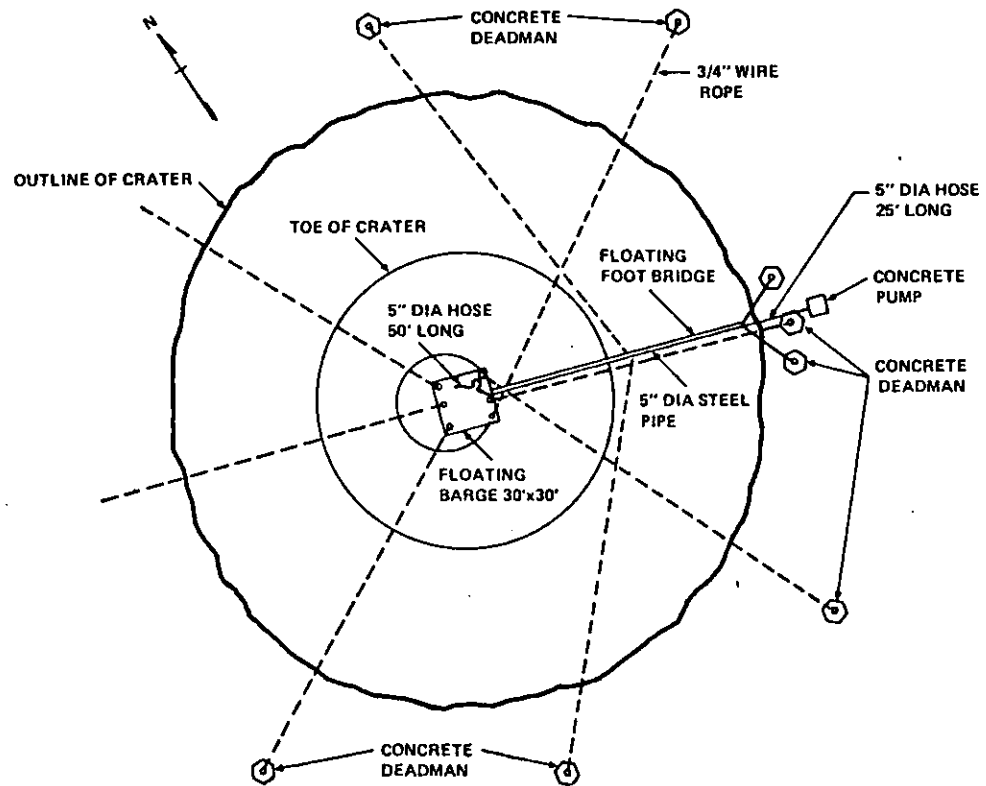 N
CONCRETE
DEADMAN
3/4" WIRE
ROPE
OUTLINE OF CRATER
TOE OF CRATER
5" DIA HOSE
25' LONG
FLOATING
FOOT BRIDGE
CONCRETE
PUMP
5" DIA HOSE
50' LONG
CONCRETE
DEADMAN
5" DIA STEEL
PIPE
FLOATING
BARGE 30'x30'
CONCRETE
DEADMAN